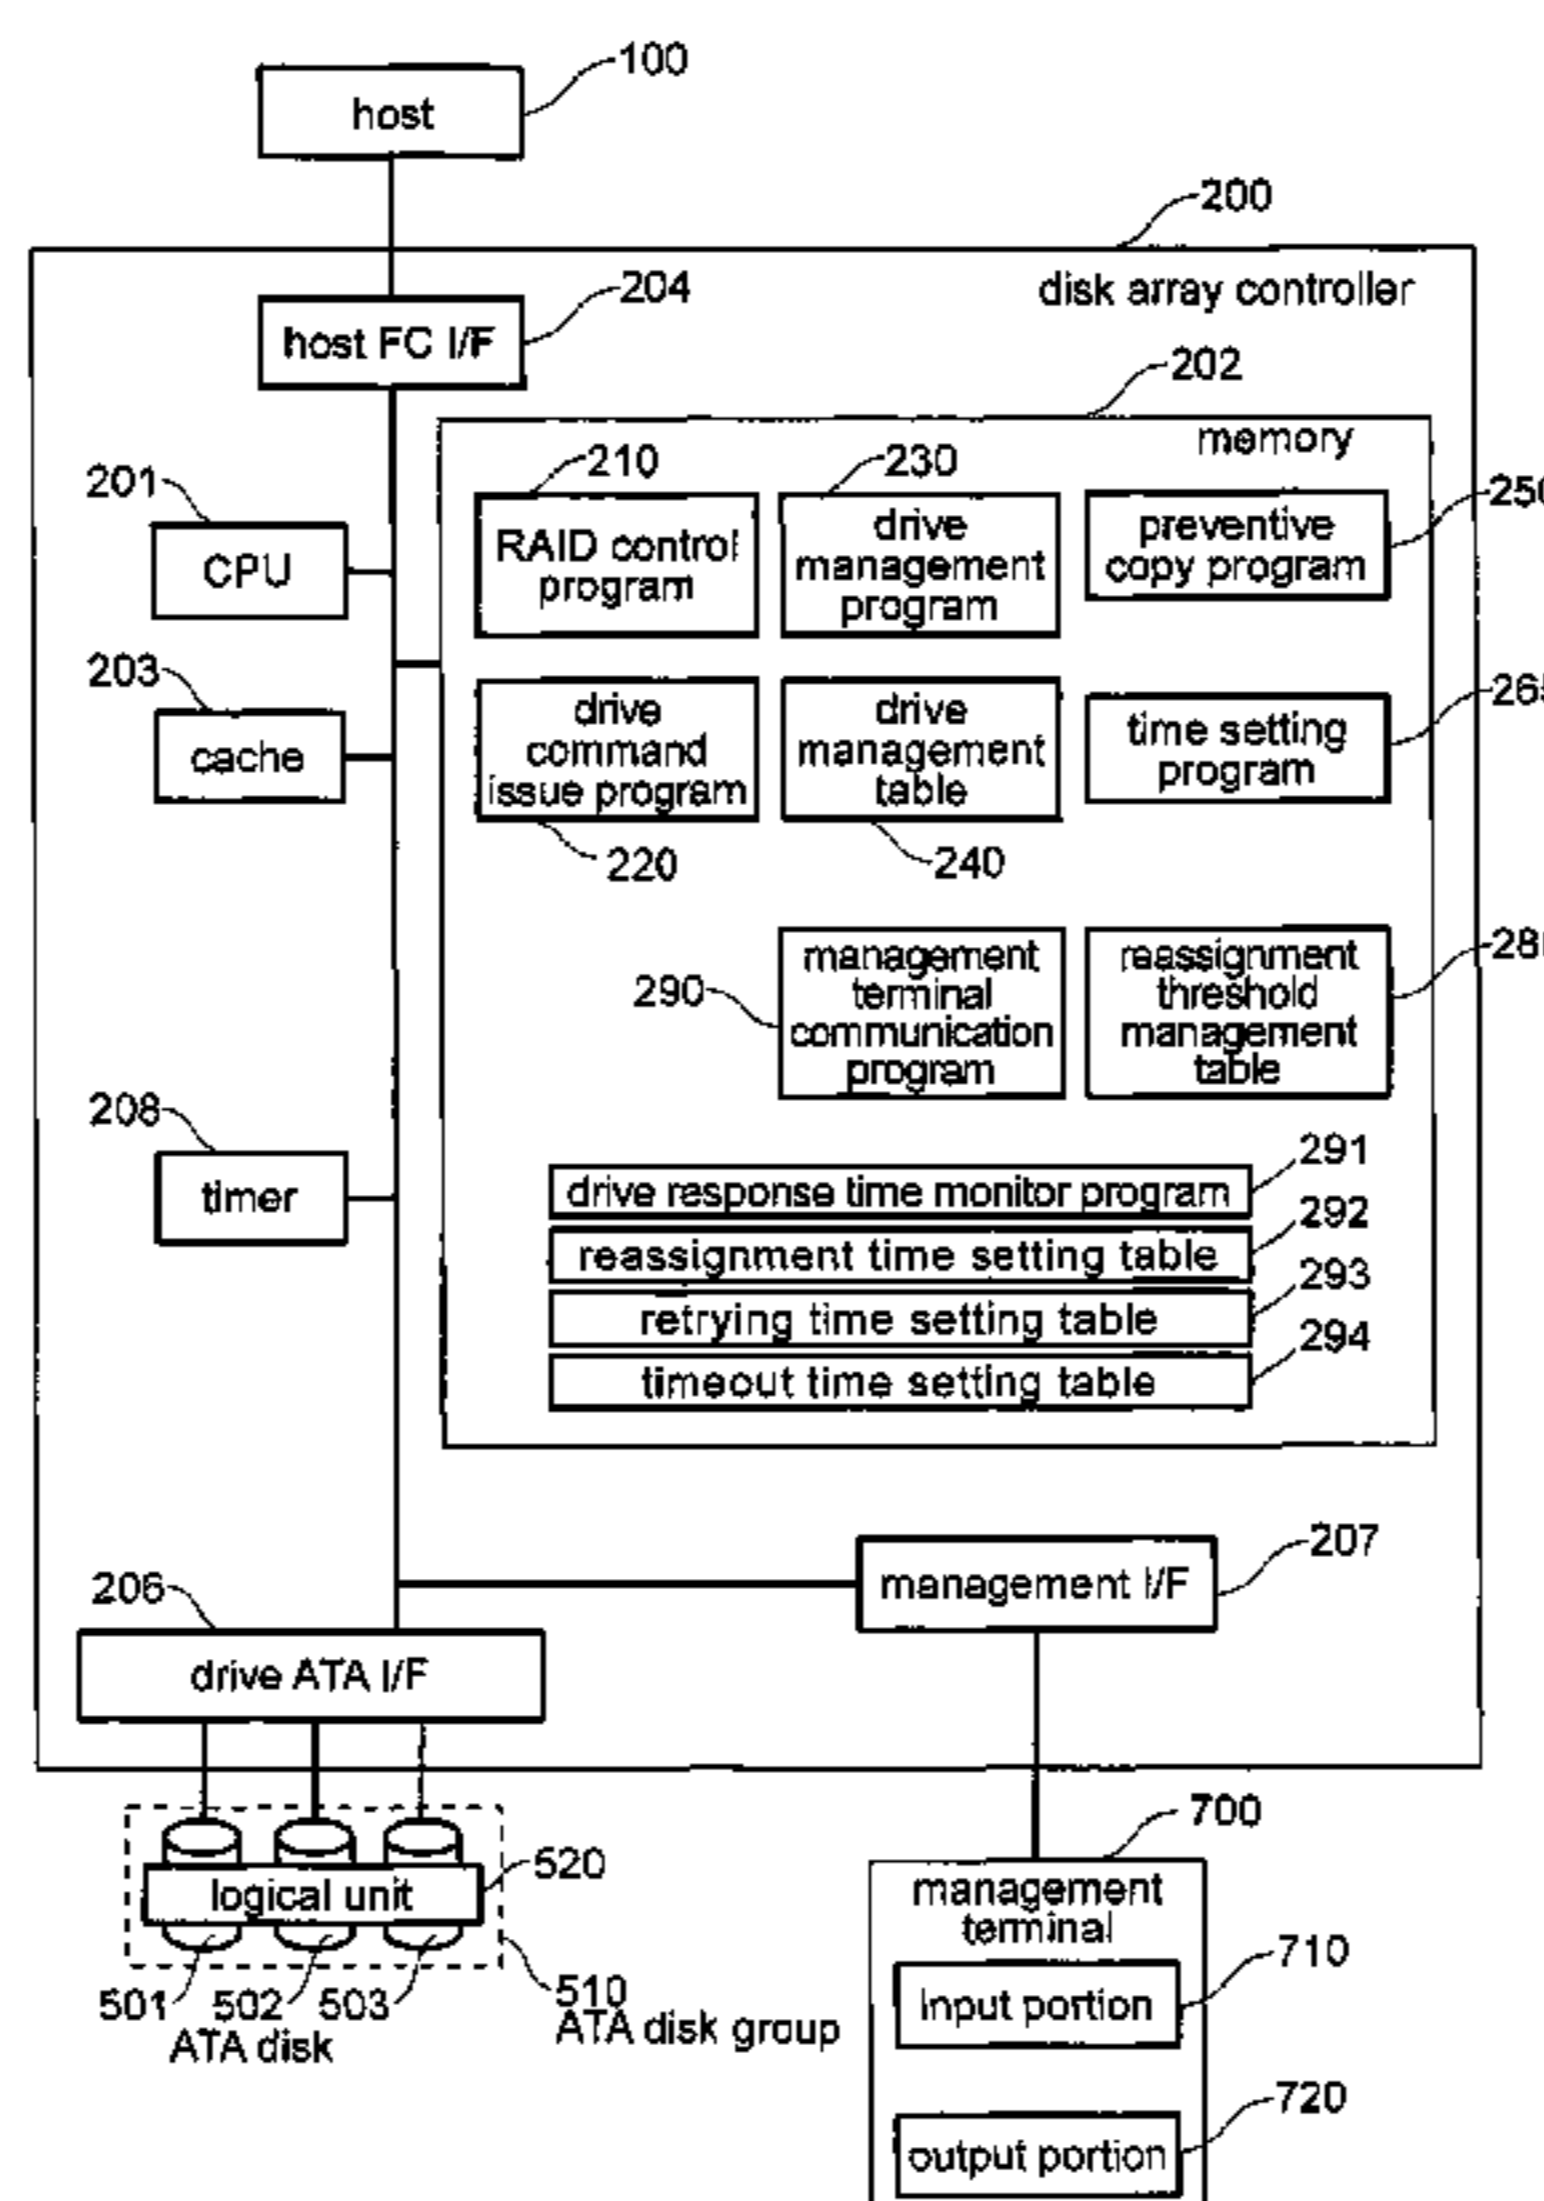 100
host
200
disk array controller
204
host FC I/F
202
memory
201
CPU
210
RAID control
program
230
drive
management
program
preventive
copy program
203
cache
drive
command
issue program
220
drive
management
table
240
time setting
program
290
management
terminal
communication
program
reassignment
threshold
management
table
208
timer
291
drive response time monitor program
292
reassignment time setting table
293
retrying time setting table
294
timeout time setting table
207
management I/F
206
drive ATA I/F
logical unit
520
501 502 503
ATA disk
510
ATA disk group
700
management
terminal
710
Input portion
720
output portion